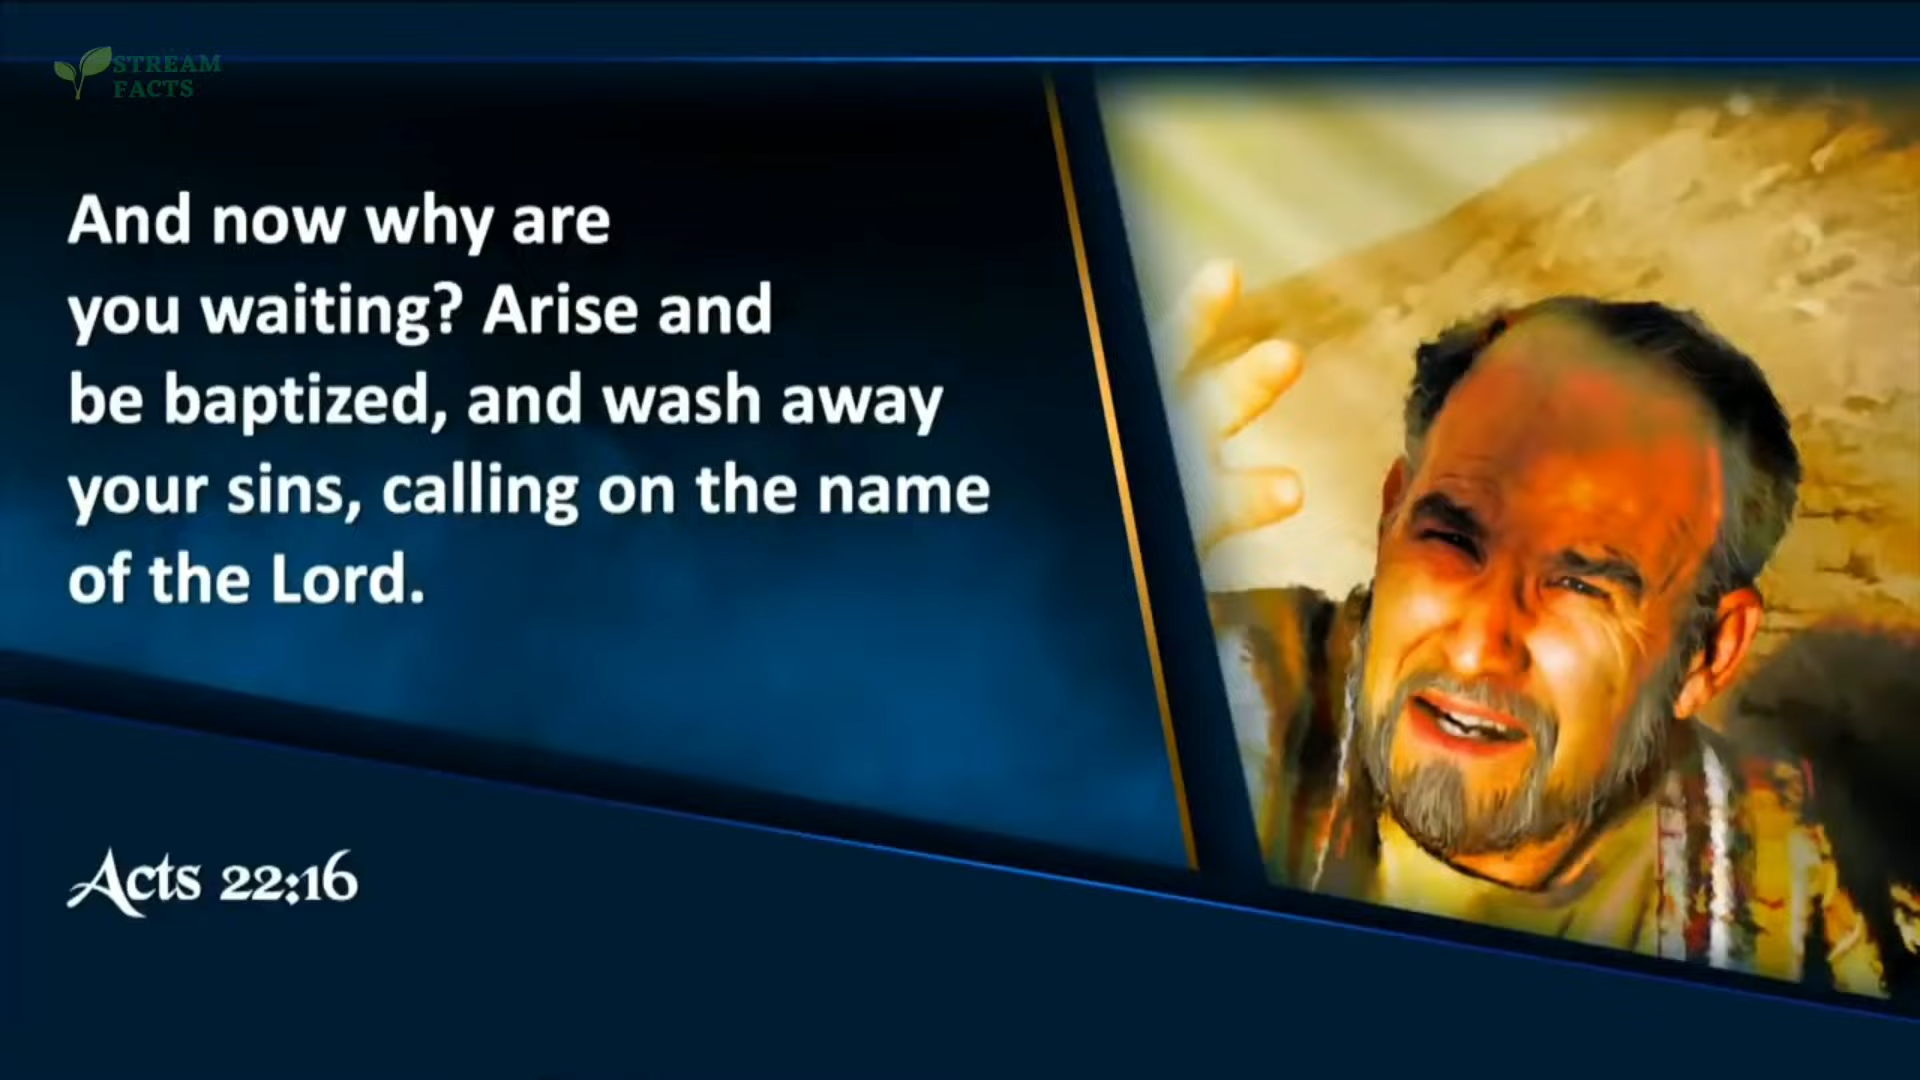 STREAM
FACTS
And now why are
you waiting? Arise and
be baptized, and wash away
your sins, calling on the name
of the Lord.
Acts 22:16